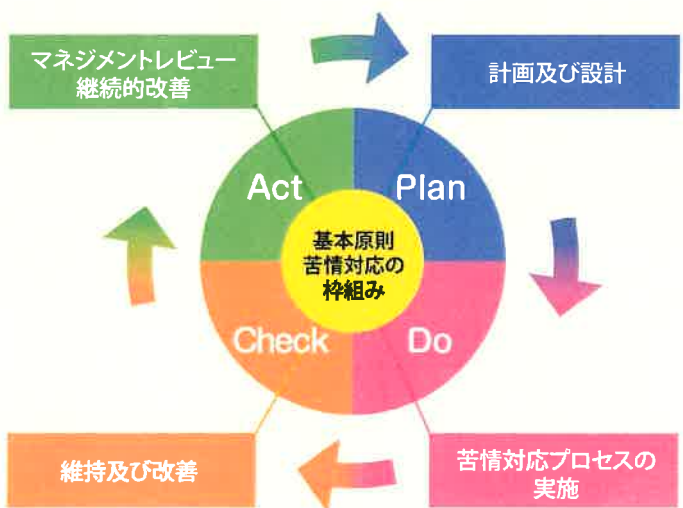 マネジメントレビュー
継続的改善
計画及び設計
Act
Plan
基本原則
苦情対応の
枠組み
Check
Do
維持及び改善
苦情対応プロセスの
実施